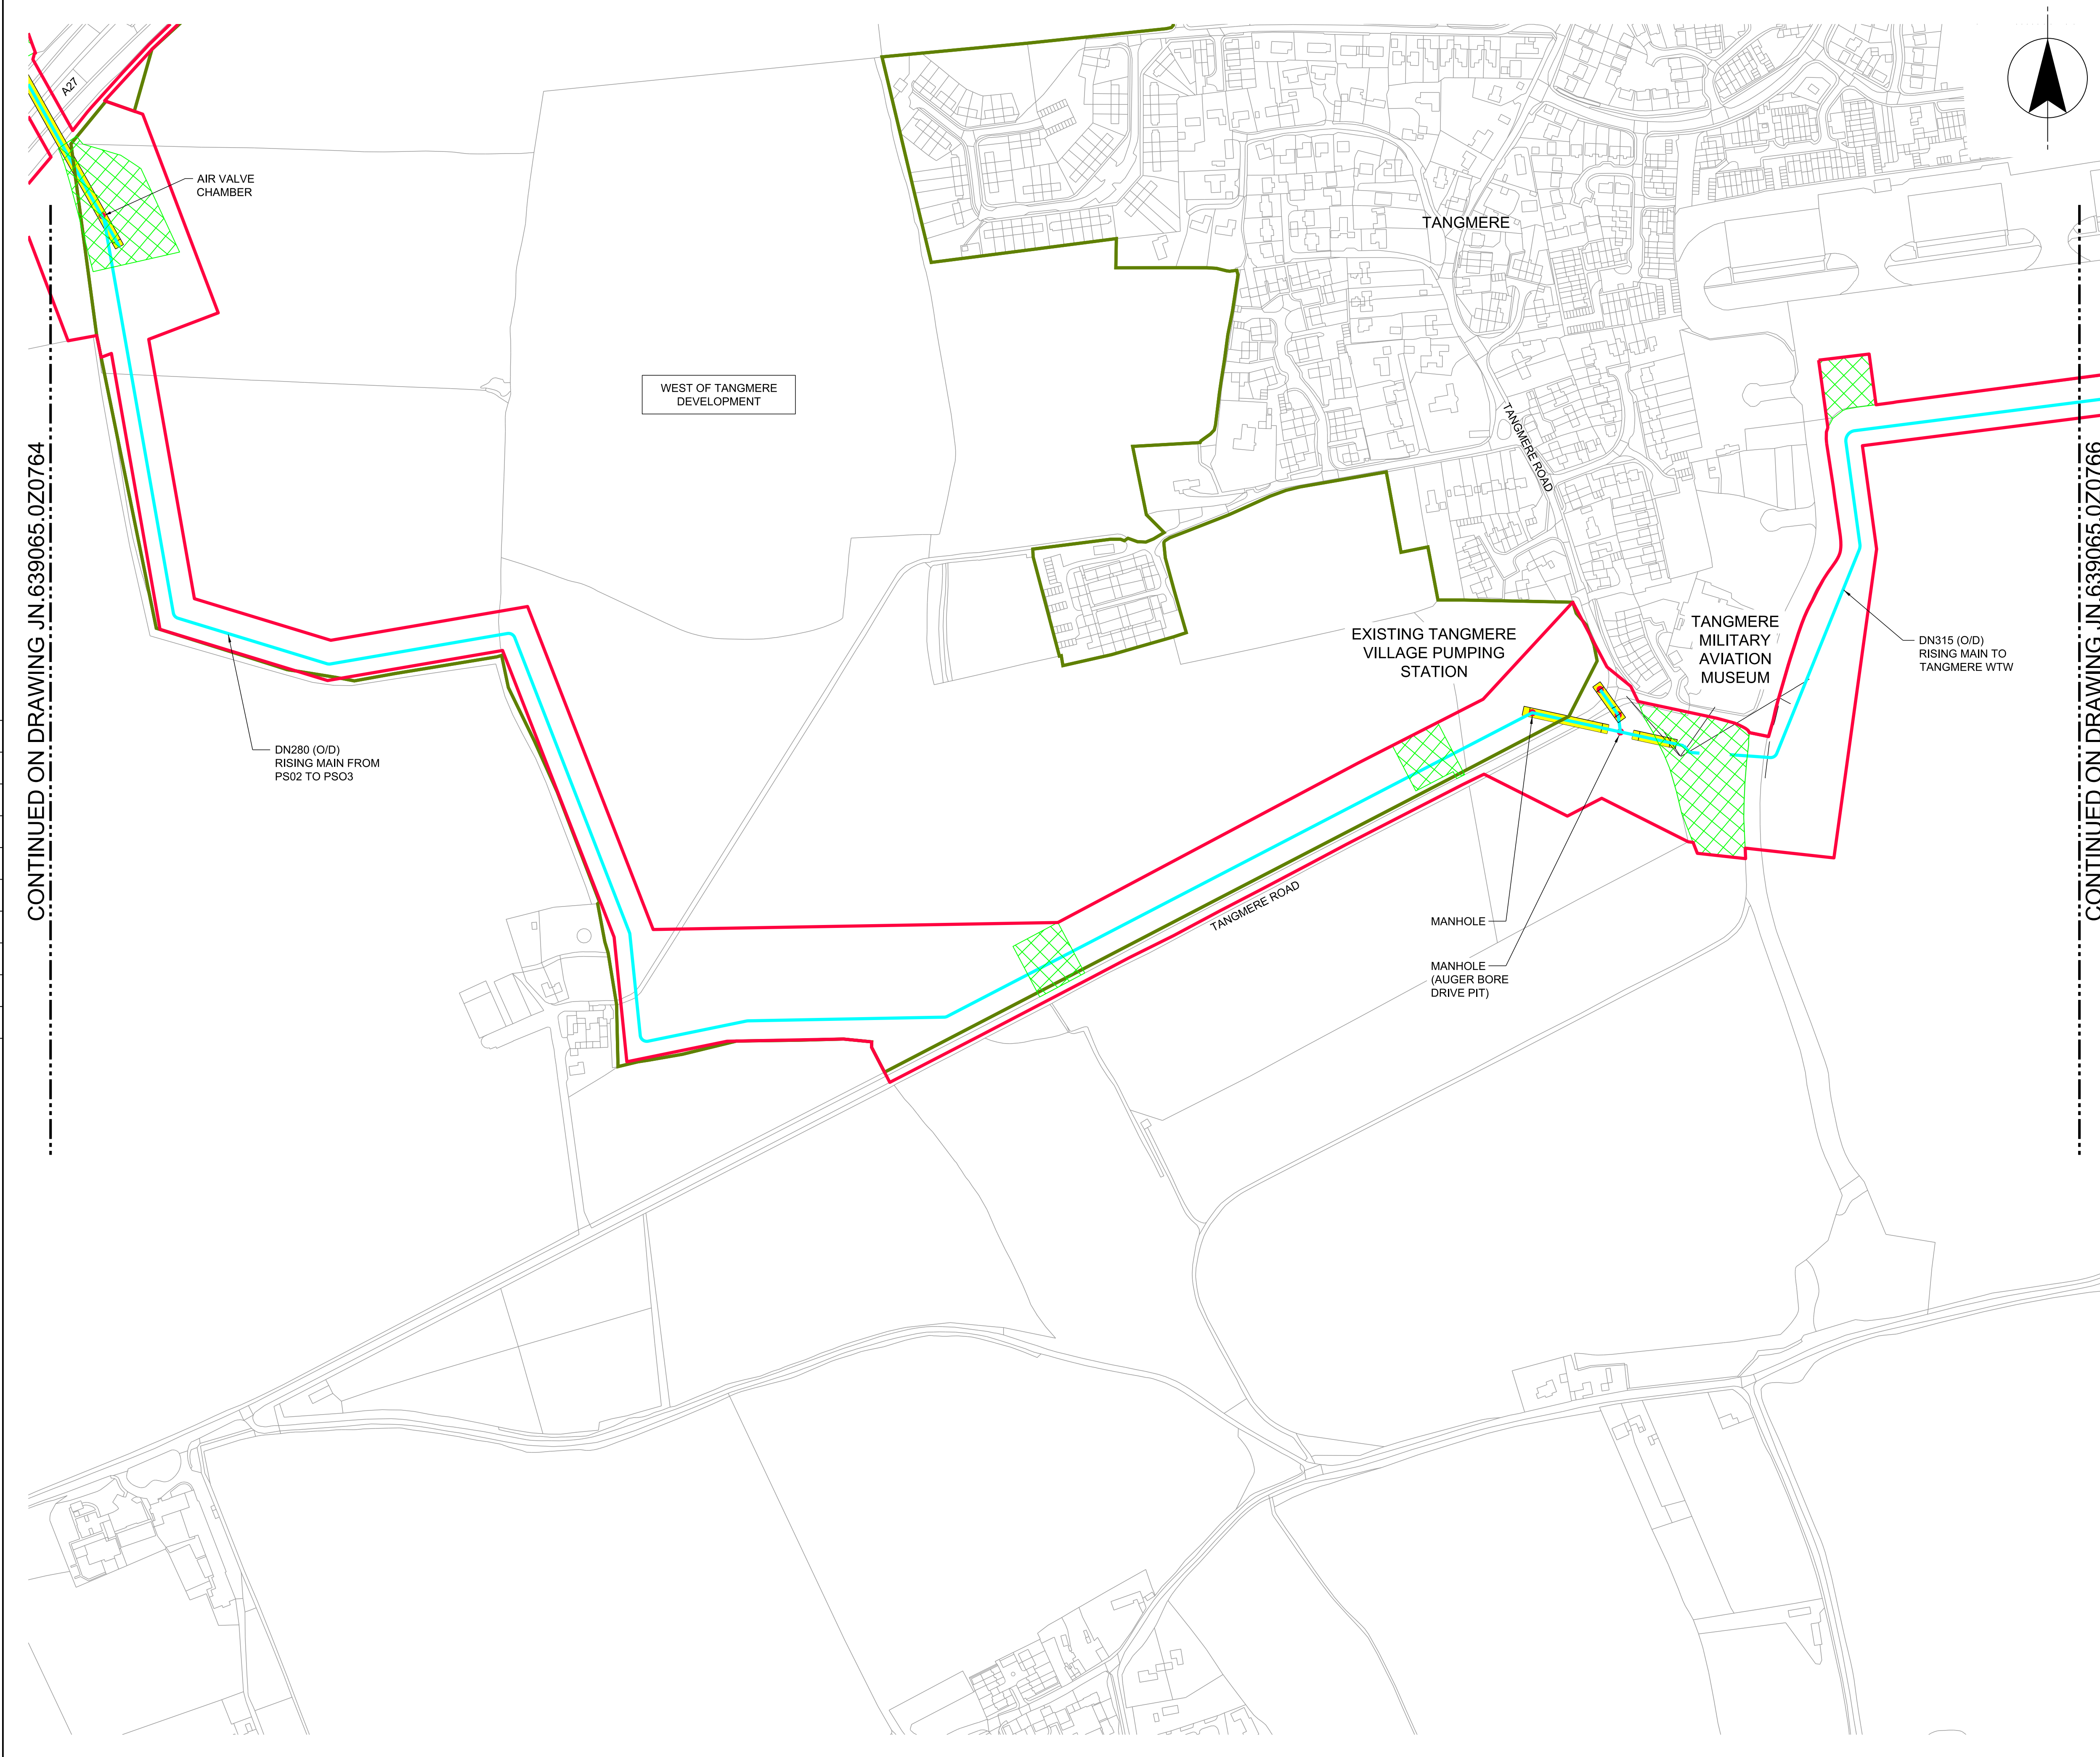 A27
AIR VALVE
CHAMBER
TANGMERE
WEST OF TANGMERE
DEVELOPMENT
TANGMERE ROAD
CONTINUED ON DRAWING JN.639065.0Z0764
CONTINUED ON DRAWING JN.639065.0Z0766
EXISTING TANGMERE
VILLAGE PUMPING
STATION
TANGMERE
MILITARY
AVIATION
MUSEUM
DN315 (O/D)
RISING MAIN TO
TANGMERE WTW
DN280 (O/D)
RISING MAIN FROM
PS02 TO PSO3
TANGMERE ROAD
MANHOLE
MANHOLE
(AUGER BORE
DRIVE PIT)